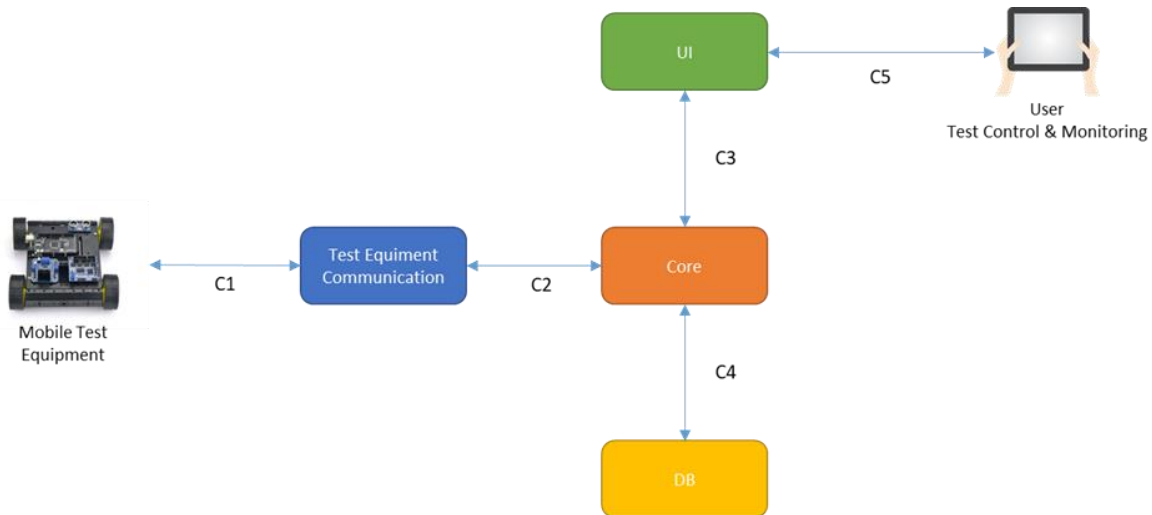 UI
C5
User
Test Control & Monitoring
C3
Test Equiment
Communication
Core
C1
C2
Mobile Test
Equipment
C4
DB